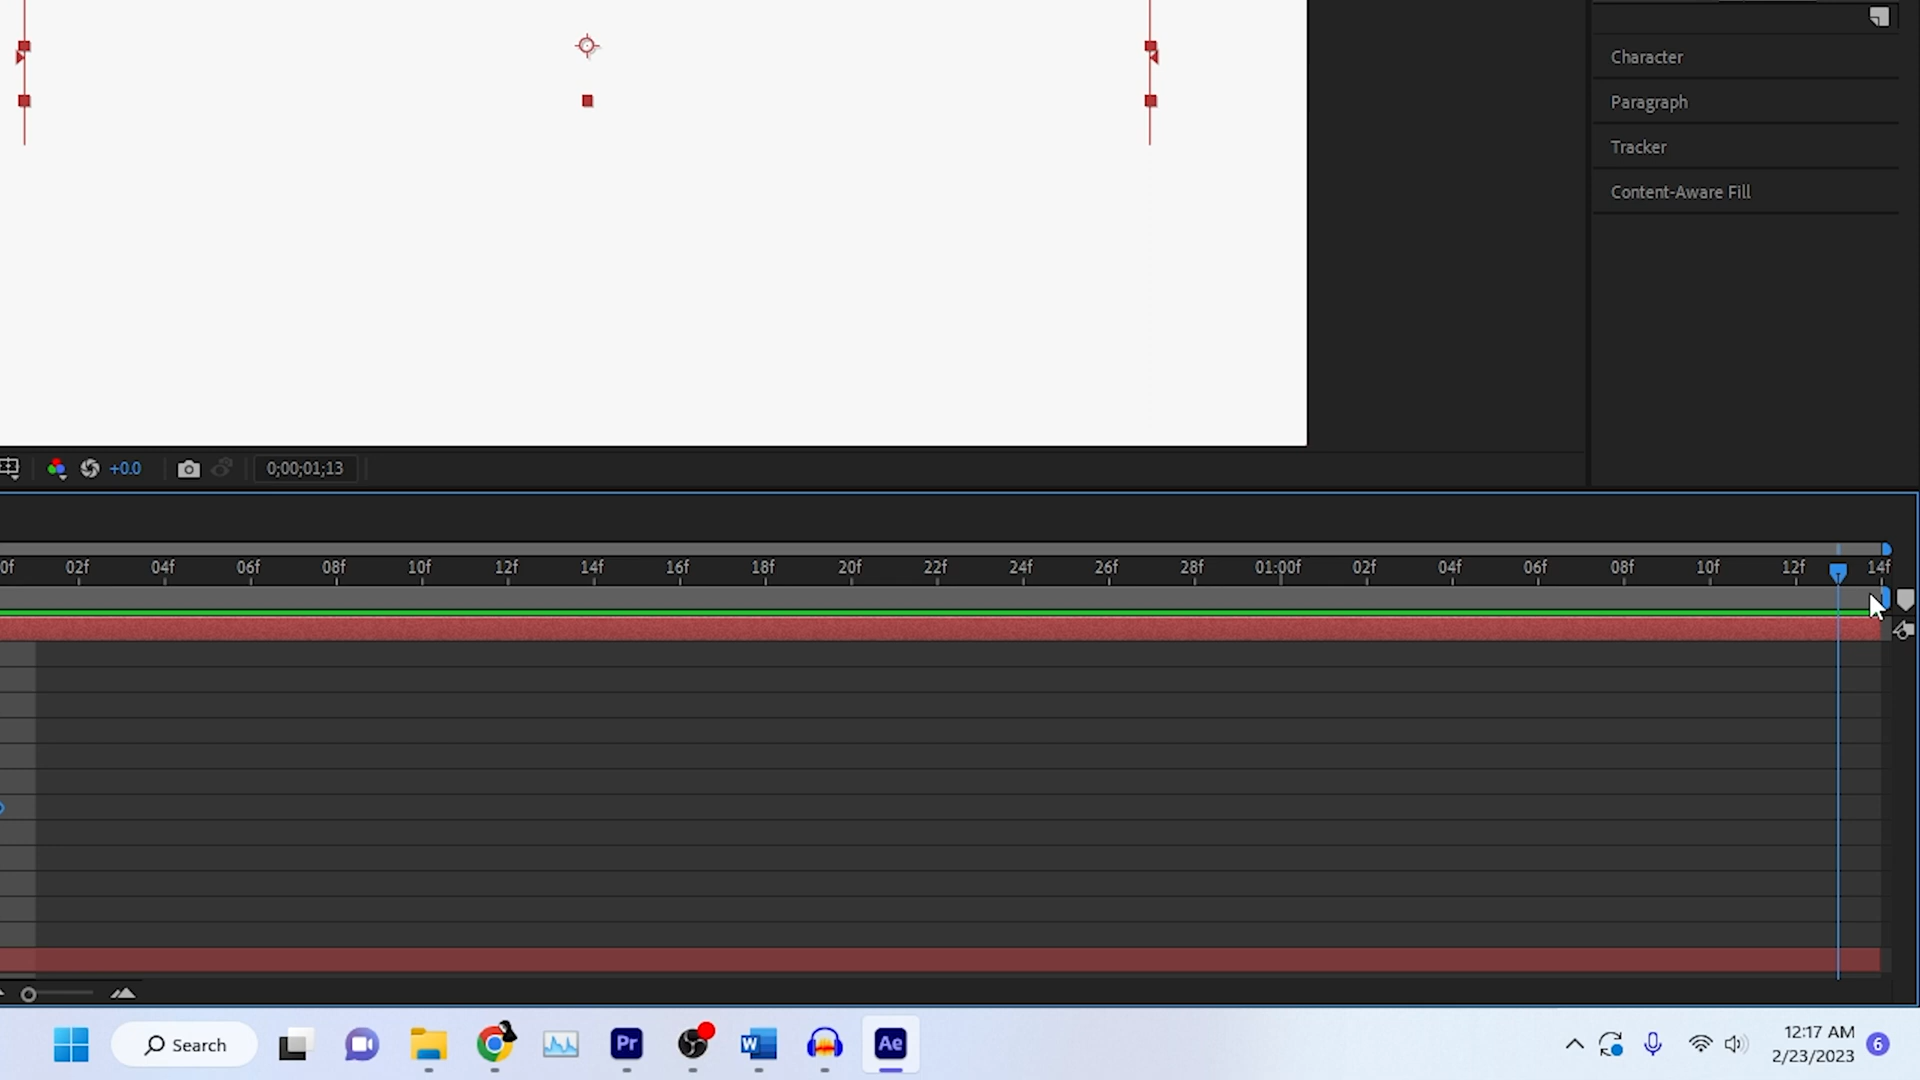 Character
Paragraph
Tracker
Content-Aware Fill
+0.0
0;00;01;13
0f 02f 04f 06f 08f 10f 12f 14f 16f 18f 20f 22f 24f 26f 28f 01:00f 02f 04f 06f 08f 10f 12f 14f
Search
Pr
W
Ae
12:17 AM
2/23/2023
6